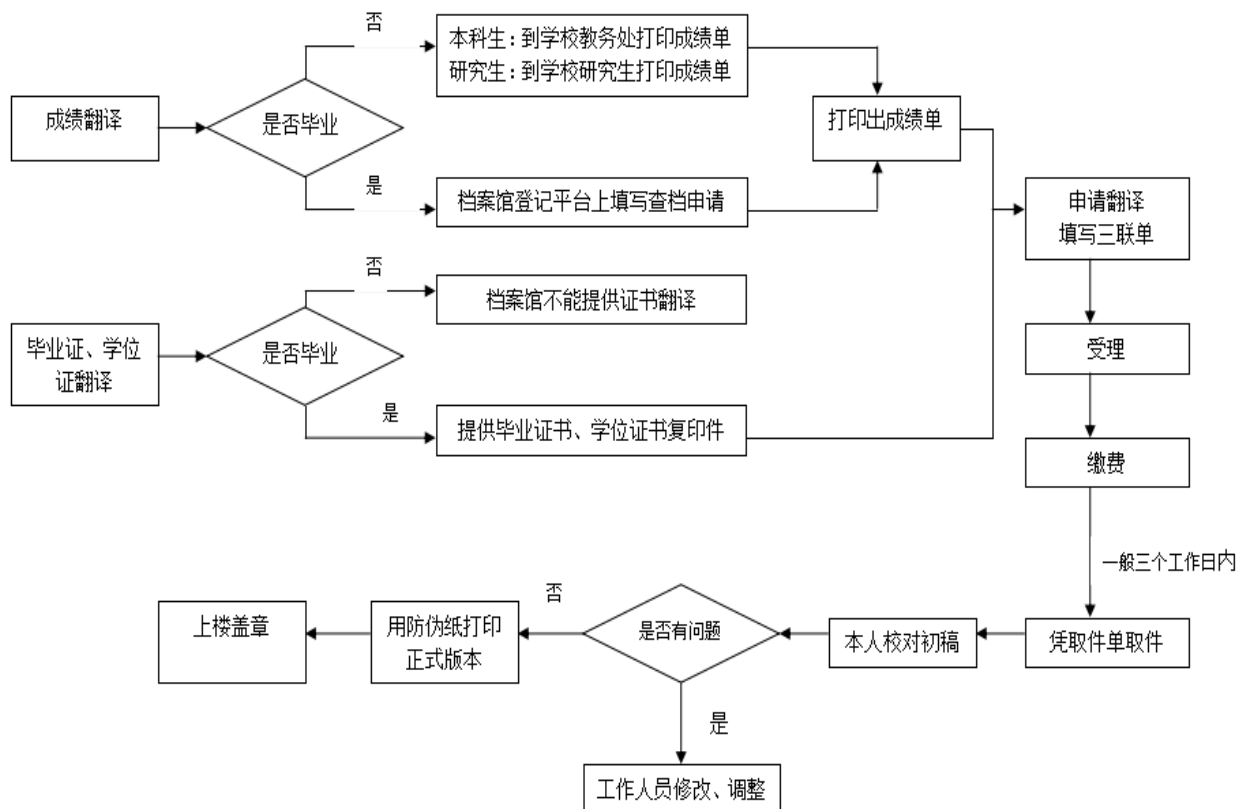 否
本科生：到学校教务处打印成绩单
研究生：到学校研究生打印成绩单
成绩翻译
是否毕业
打印出成绩单
是
档案馆登记平台上填写查档申请
申请翻译
填写三联单
否
档案馆不能提供证书翻译
毕业证、学位
证翻译
是否毕业
受理
是
提供毕业证书、学位证书复印件
缴费
一般三个工作日内
否
上楼盖章
用防伪纸打印
正式版本
是否有问题
本人校对初稿
凭取件单取件
是
工作人员修改、调整